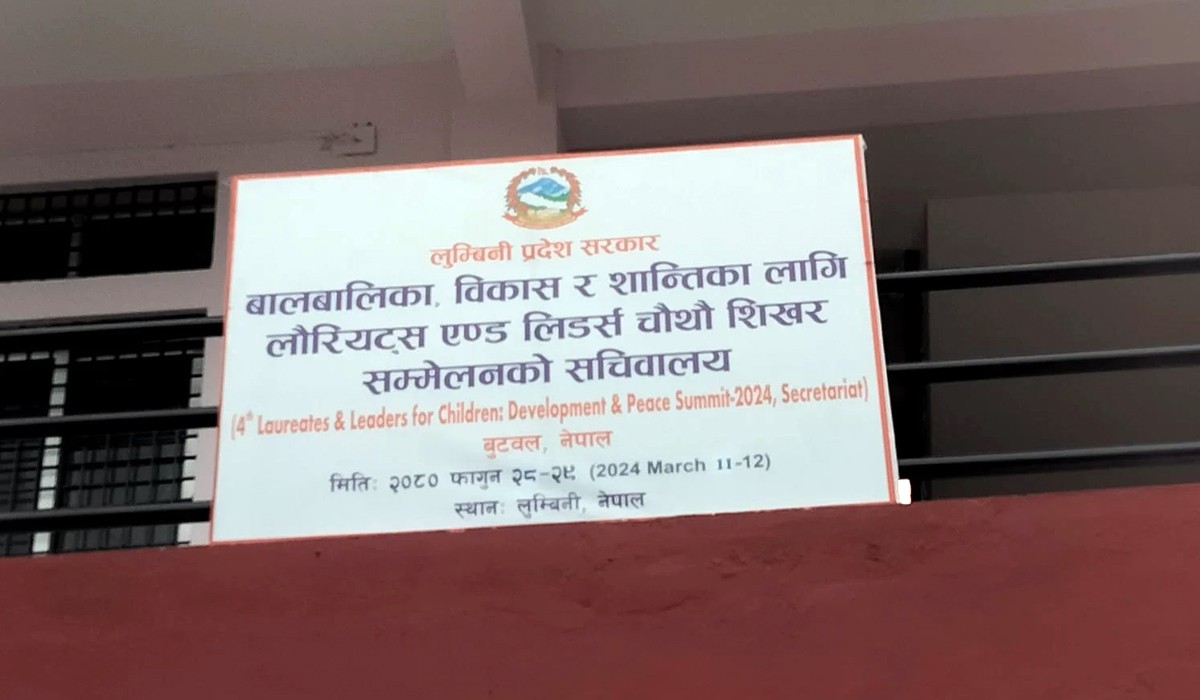 लुम्बिनी प्रदेश सरकार
बालबालिका, विकास र शान्तिका लागि
लौरियट्स एण्ड लिडर्स चौथौ शिखर
सम्मेलनको सचिवालय
(4th Laureates & Leaders for Children: Development & Peace Summit-2024, Secretariat)
बुटवल, नेपाल
मिति: २०८० फागुन २८-२९ (2024 March 11-12)
स्थान: लुम्बिनी, नेपाल